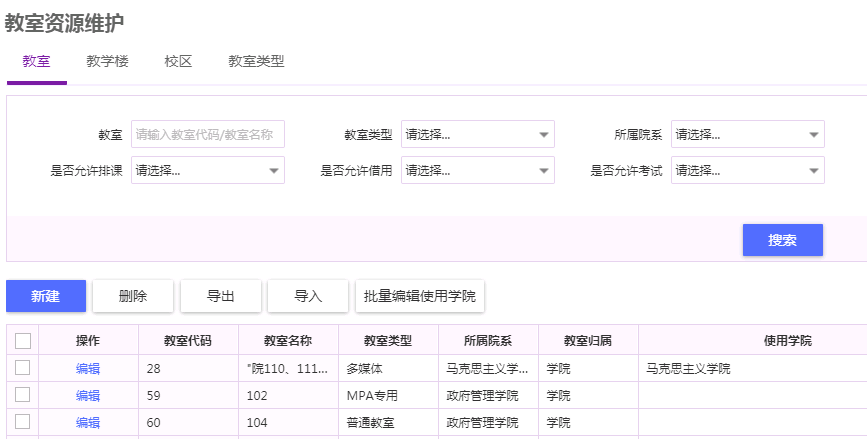 教室资源维护
教室 教学楼 校区 教室类型
教室 请输入教室代码/教室名称 教室类型 请选择... 所属院系 请选择...
是否允许排课 请选择... 是否允许借用 请选择... 是否允许考试 请选择...
搜索
新建 删除 导出 导入 批量编辑使用学院
操作 教室代码 教室名称 教室类型 所属院系 教室归属 使用学院
编辑 28 "院110、111... 多媒体 马克思主义学... 学院 马克思主义学院
编辑 59 102 MPA专用 政府管理学院 学院
编辑 60 104 普通教室 政府管理学院 学院